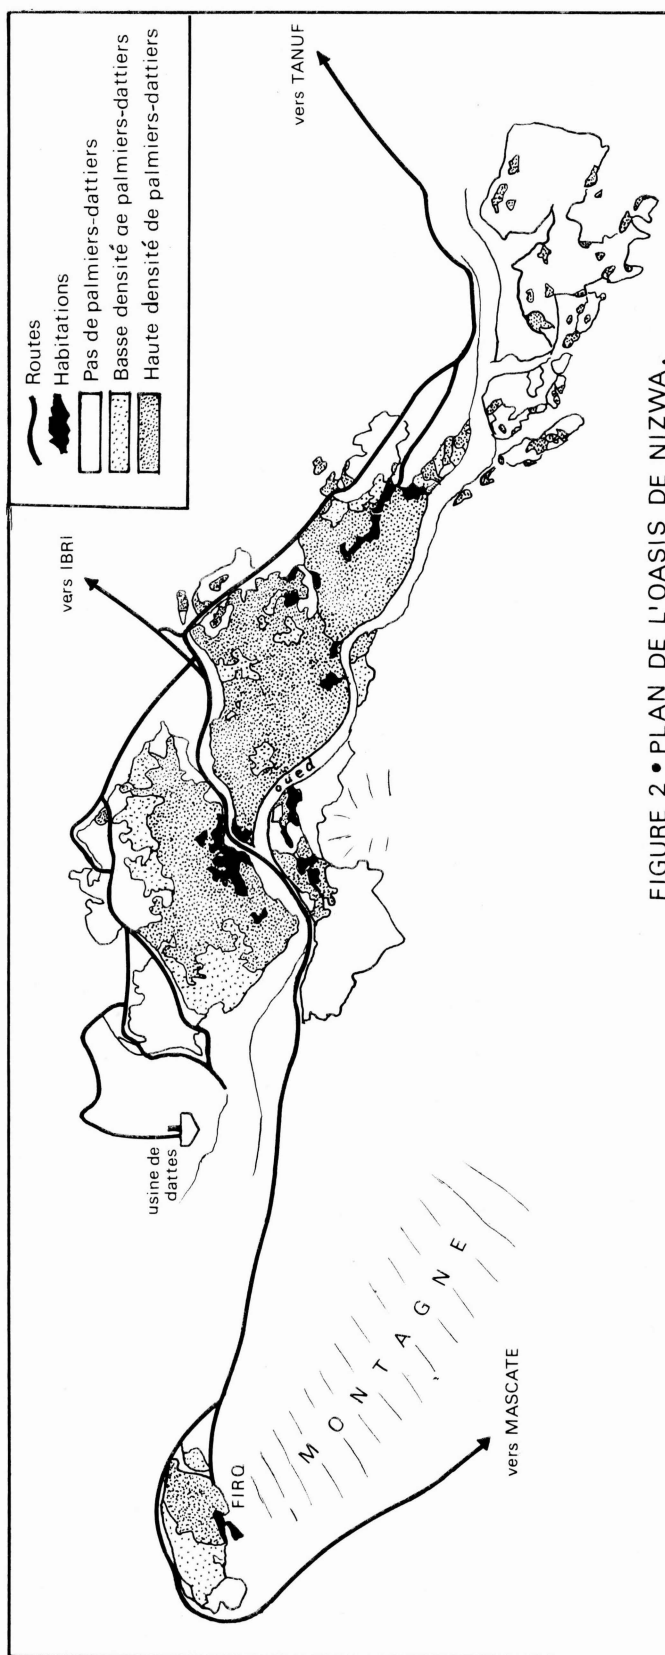 Routes
Habitations
Pas de palmiers-dattiers
Basse densité de palmiers-dattiers
Haute densité de palmiers-dattiers
vers TANUF
vers IBRI
oued
usine de
dattes
MONTAGNE
FIRQ
vers MASCATE
FIGURE 2 • PLAN DE L'OASIS DE NIZWA.